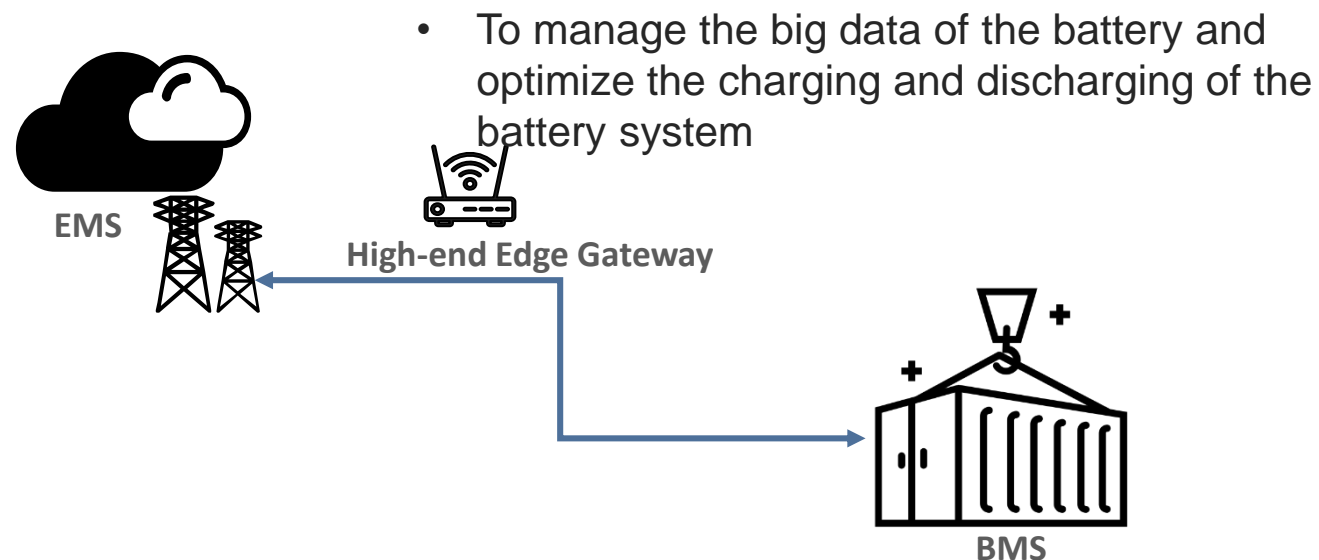 • To manage the big data of the battery and
optimize the charging and discharging of the
battery system
EMS
High-end Edge Gateway
BMS